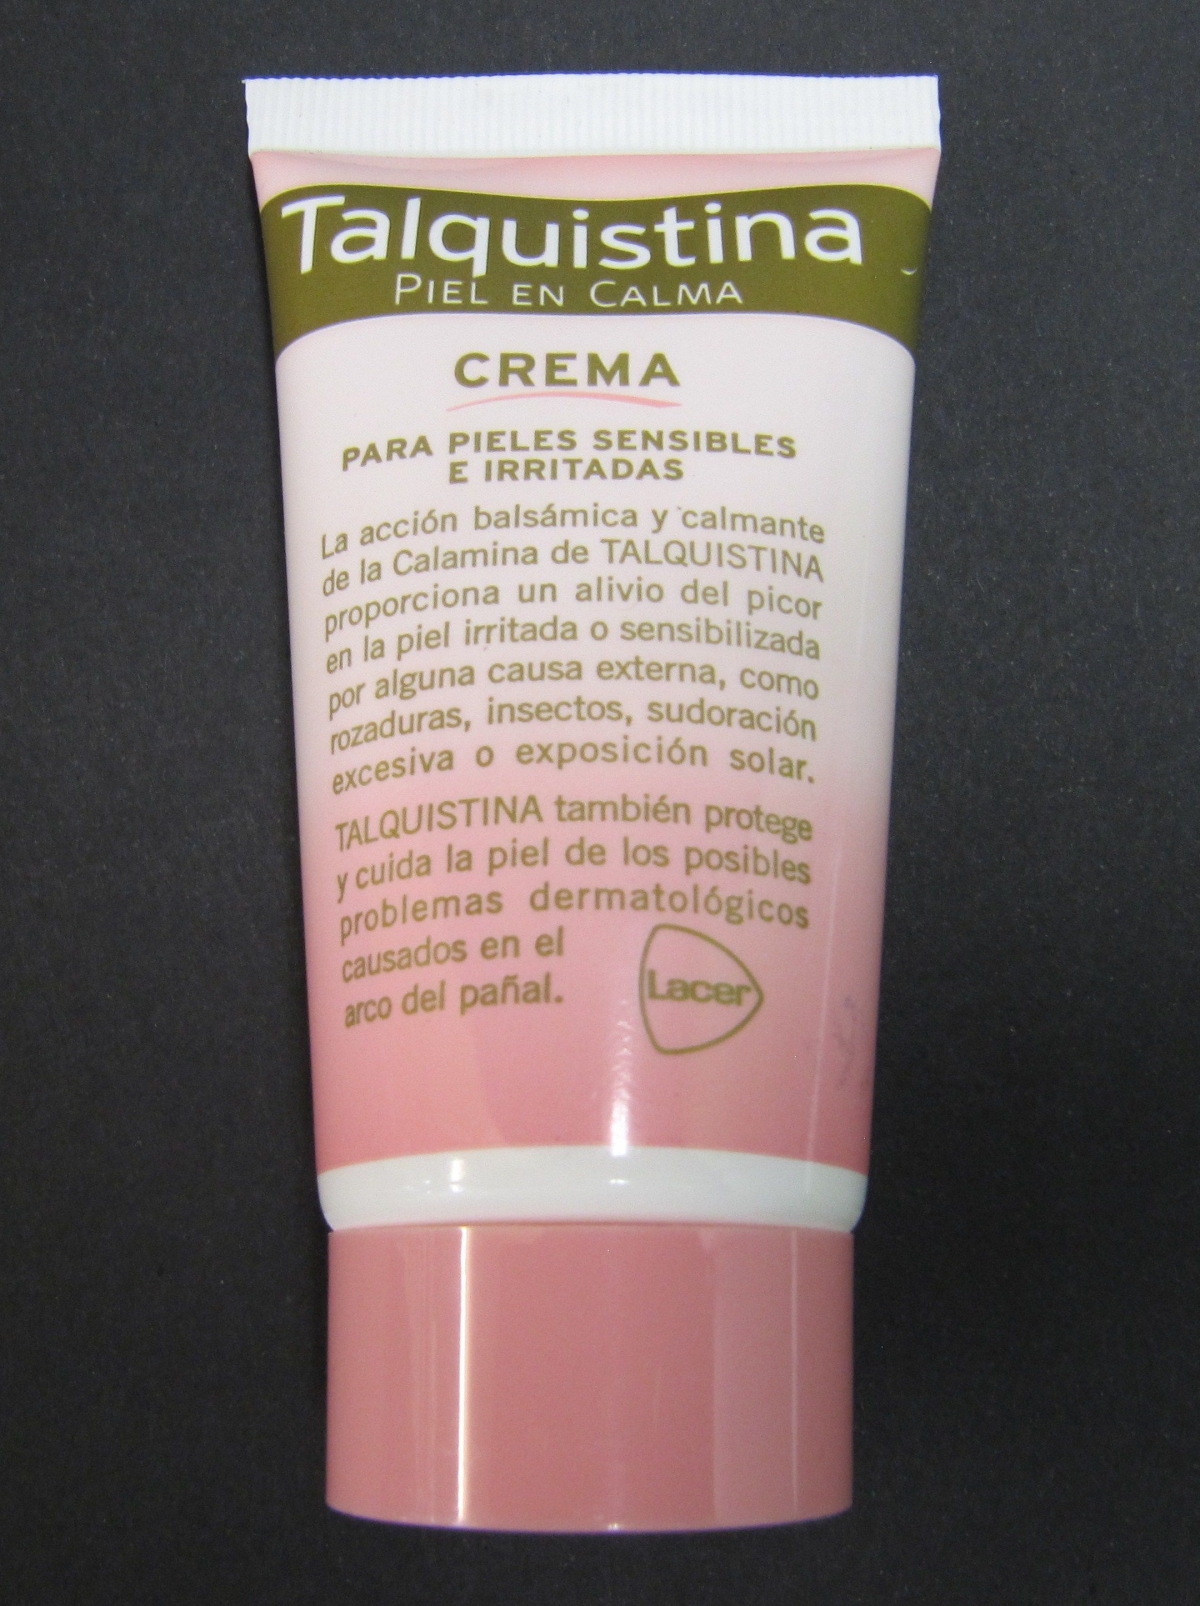 Talquistina
PIEL EN CALMA
CREMA
PARA PIELES SENSIBLES
E IRRITADAS
La acción balsámica y calmante
de la Calamina de TALQUISTINA
proporciona un alivio del picor
en la piel irritada o sensibilizada
por alguna causa externa, como
rozaduras, insectos, sudoración
excesiva o exposición solar.
TALQUISTINA también protege
y cuida la piel de los posibles
problemas dermatológicos
causados en el
arco del pañal.
Lacer